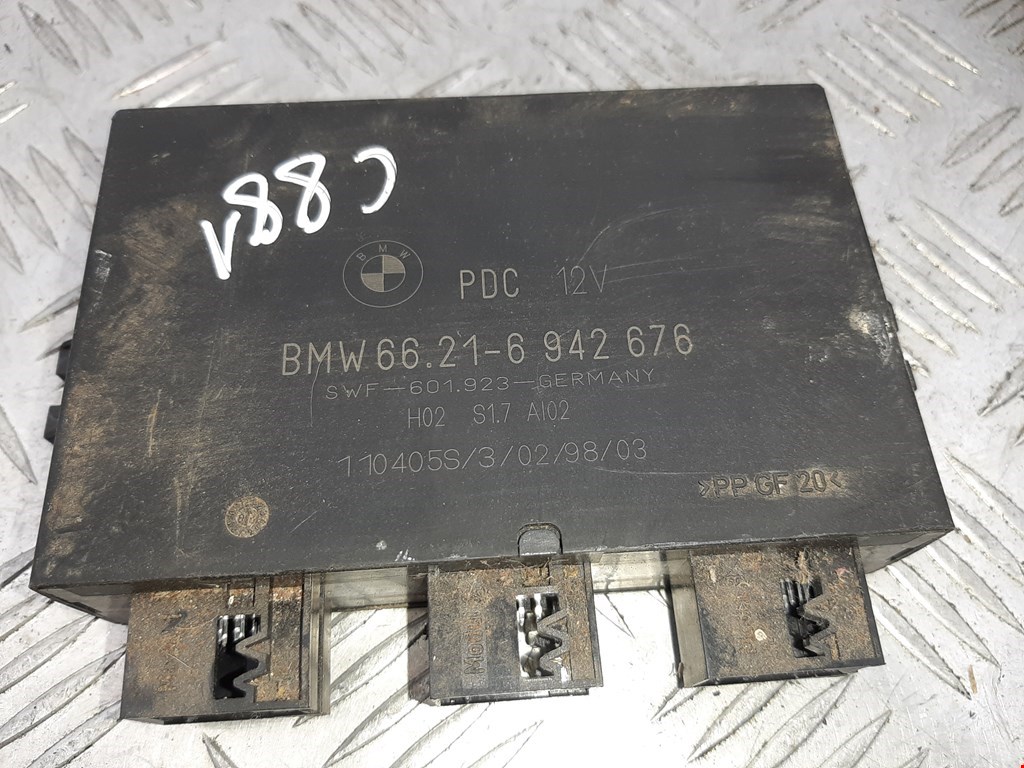 C88V
BMW
PDC 12V
BMW 66.21-6 942 676
SWF-601.923-GERMANY
H02 S1.7 AI02
110405S/3/02/98/03
>PP GF 20<